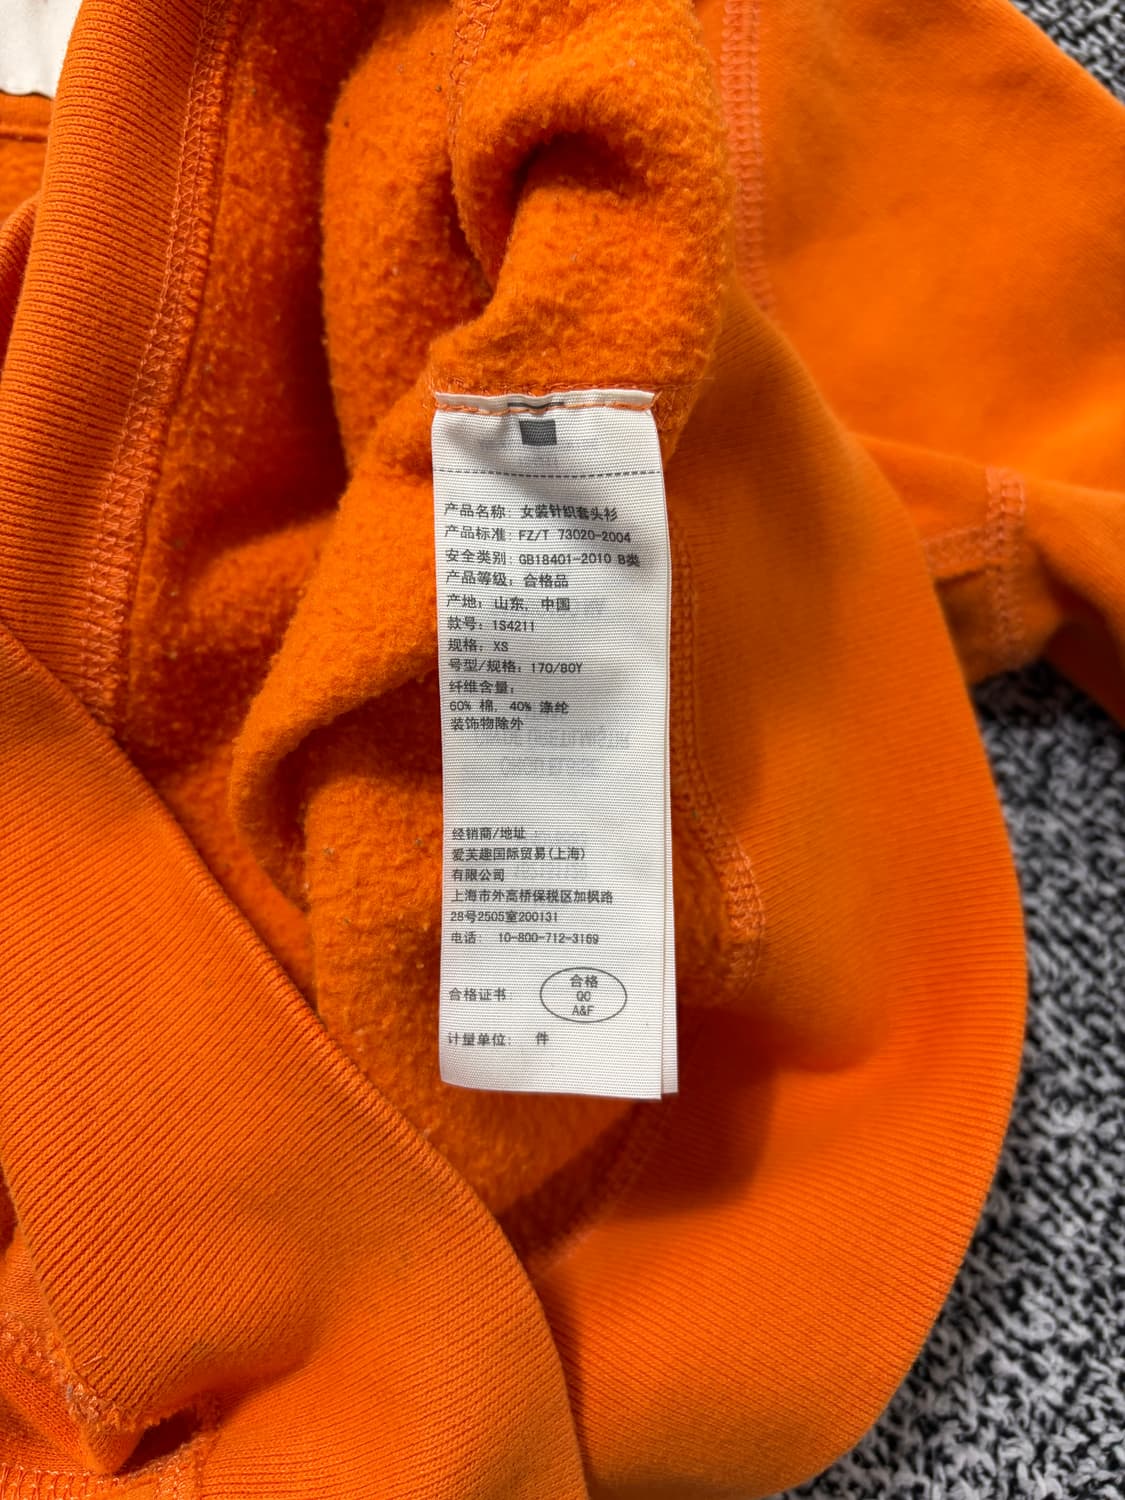 产品名称: 女装针织套头衫
产品标准: FZ/T 73020-2004
安全类别: GB18401-2010 B类
产品等级: 合格品
产地: 山东, 中国
款号: 1S4211
规格: XS
号型/规格: 170/80Y
纤维含量:
60% 棉, 40% 涤纶
装饰物除外
经销商/地址
爱芙趣国际贸易(上海)
有限公司
上海市外高桥保税区加枫路
28号2505室200131
电话: 10-800-712-3169
合格证书:
合格
QC
A&F
计量单位: 件